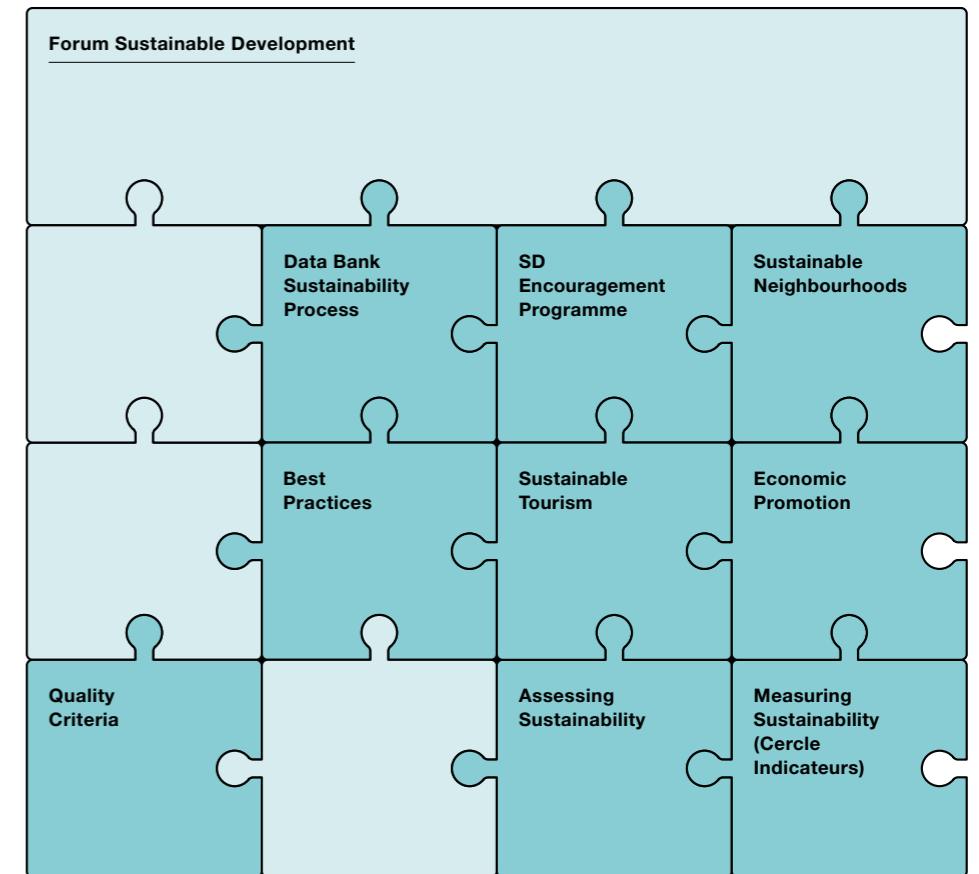 Forum Sustainable Development
Data Bank
Sustainability
Process
SD
Encouragement
Programme
Sustainable
Neighbourhoods
Best
Practices
Sustainable
Tourism
Economic
Promotion
Quality
Criteria
Assessing
Sustainability
Measuring
Sustainability
(Cercle
Indicateurs)